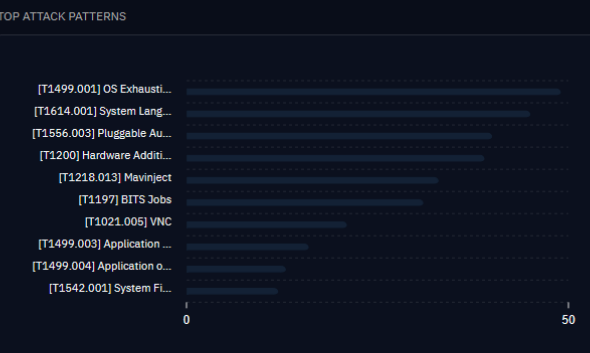 TOP ATTACK PATTERNS
[T1499.001] OS Exhausti...
[T1614.001] System Lang...
[T1556.003] Pluggable Au...
[T1200] Hardware Additi...
[T1218.013] Mavinject
[T1197] BITS Jobs
[T1021.005] VNC
[T1499.003] Application ...
[T1499.004] Application o...
[T1542.001] System Fi...
0 50